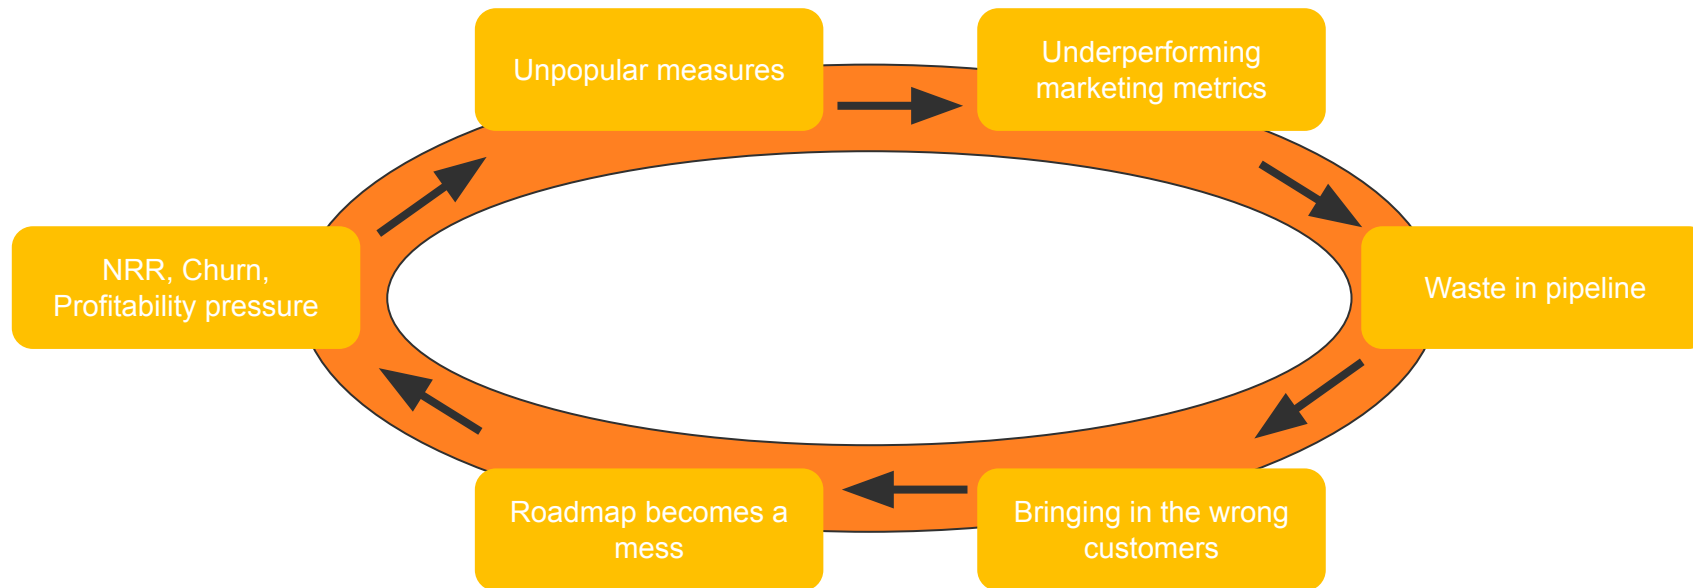 Unpopular measures
Underperforming
marketing metrics
NRR, Churn,
Profitability pressure
Waste in pipeline
Roadmap becomes a
mess
Bringing in the wrong
customers